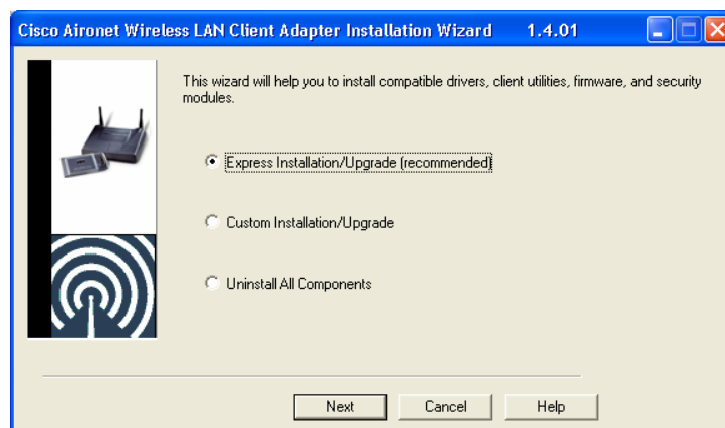 Cisco Aironet Wireless LAN Client Adapter Installation Wizard 1.4.01
This wizard will help you to install compatible drivers, client utilities, firmware, and security
modules.
Express Installation/Upgrade (recommended)
Custom Installation/Upgrade
Uninstall All Components
Next Cancel Help